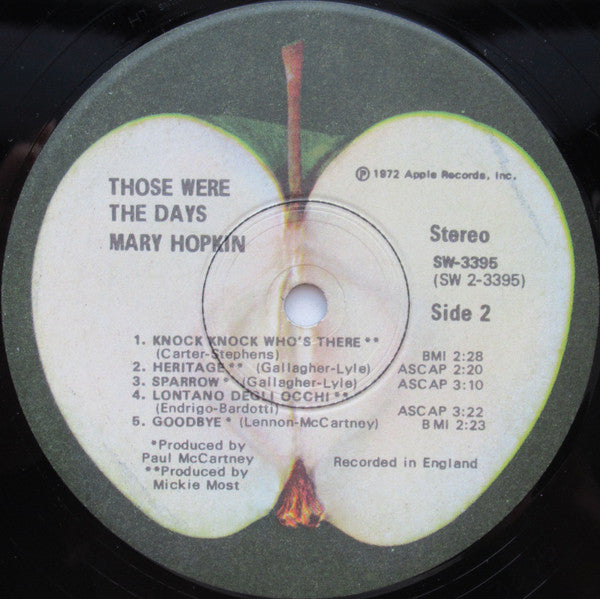 THOSE WERE
THE DAYS
MARY HOPKIN
Ⓟ 1972 Apple Records, Inc.
Stereo
SW-3395
(SW 2-3395)
Side 2
1. KNOCK KNOCK WHO'S THERE **
(Carter-Stephens) BMI 2:28
2. HERITAGE ** (Gallagher-Lyle) ASCAP 2:20
3. SPARROW * (Gallagher-Lyle) ASCAP 3:10
4. LONTANO DEGLI OCCHI **
(Endrigo-Bardotti) ASCAP 3:22
5. GOODBYE * (Lennon-McCartney) BMI 2:23
*Produced by
Paul McCartney
**Produced by
Mickie Most
Recorded in England